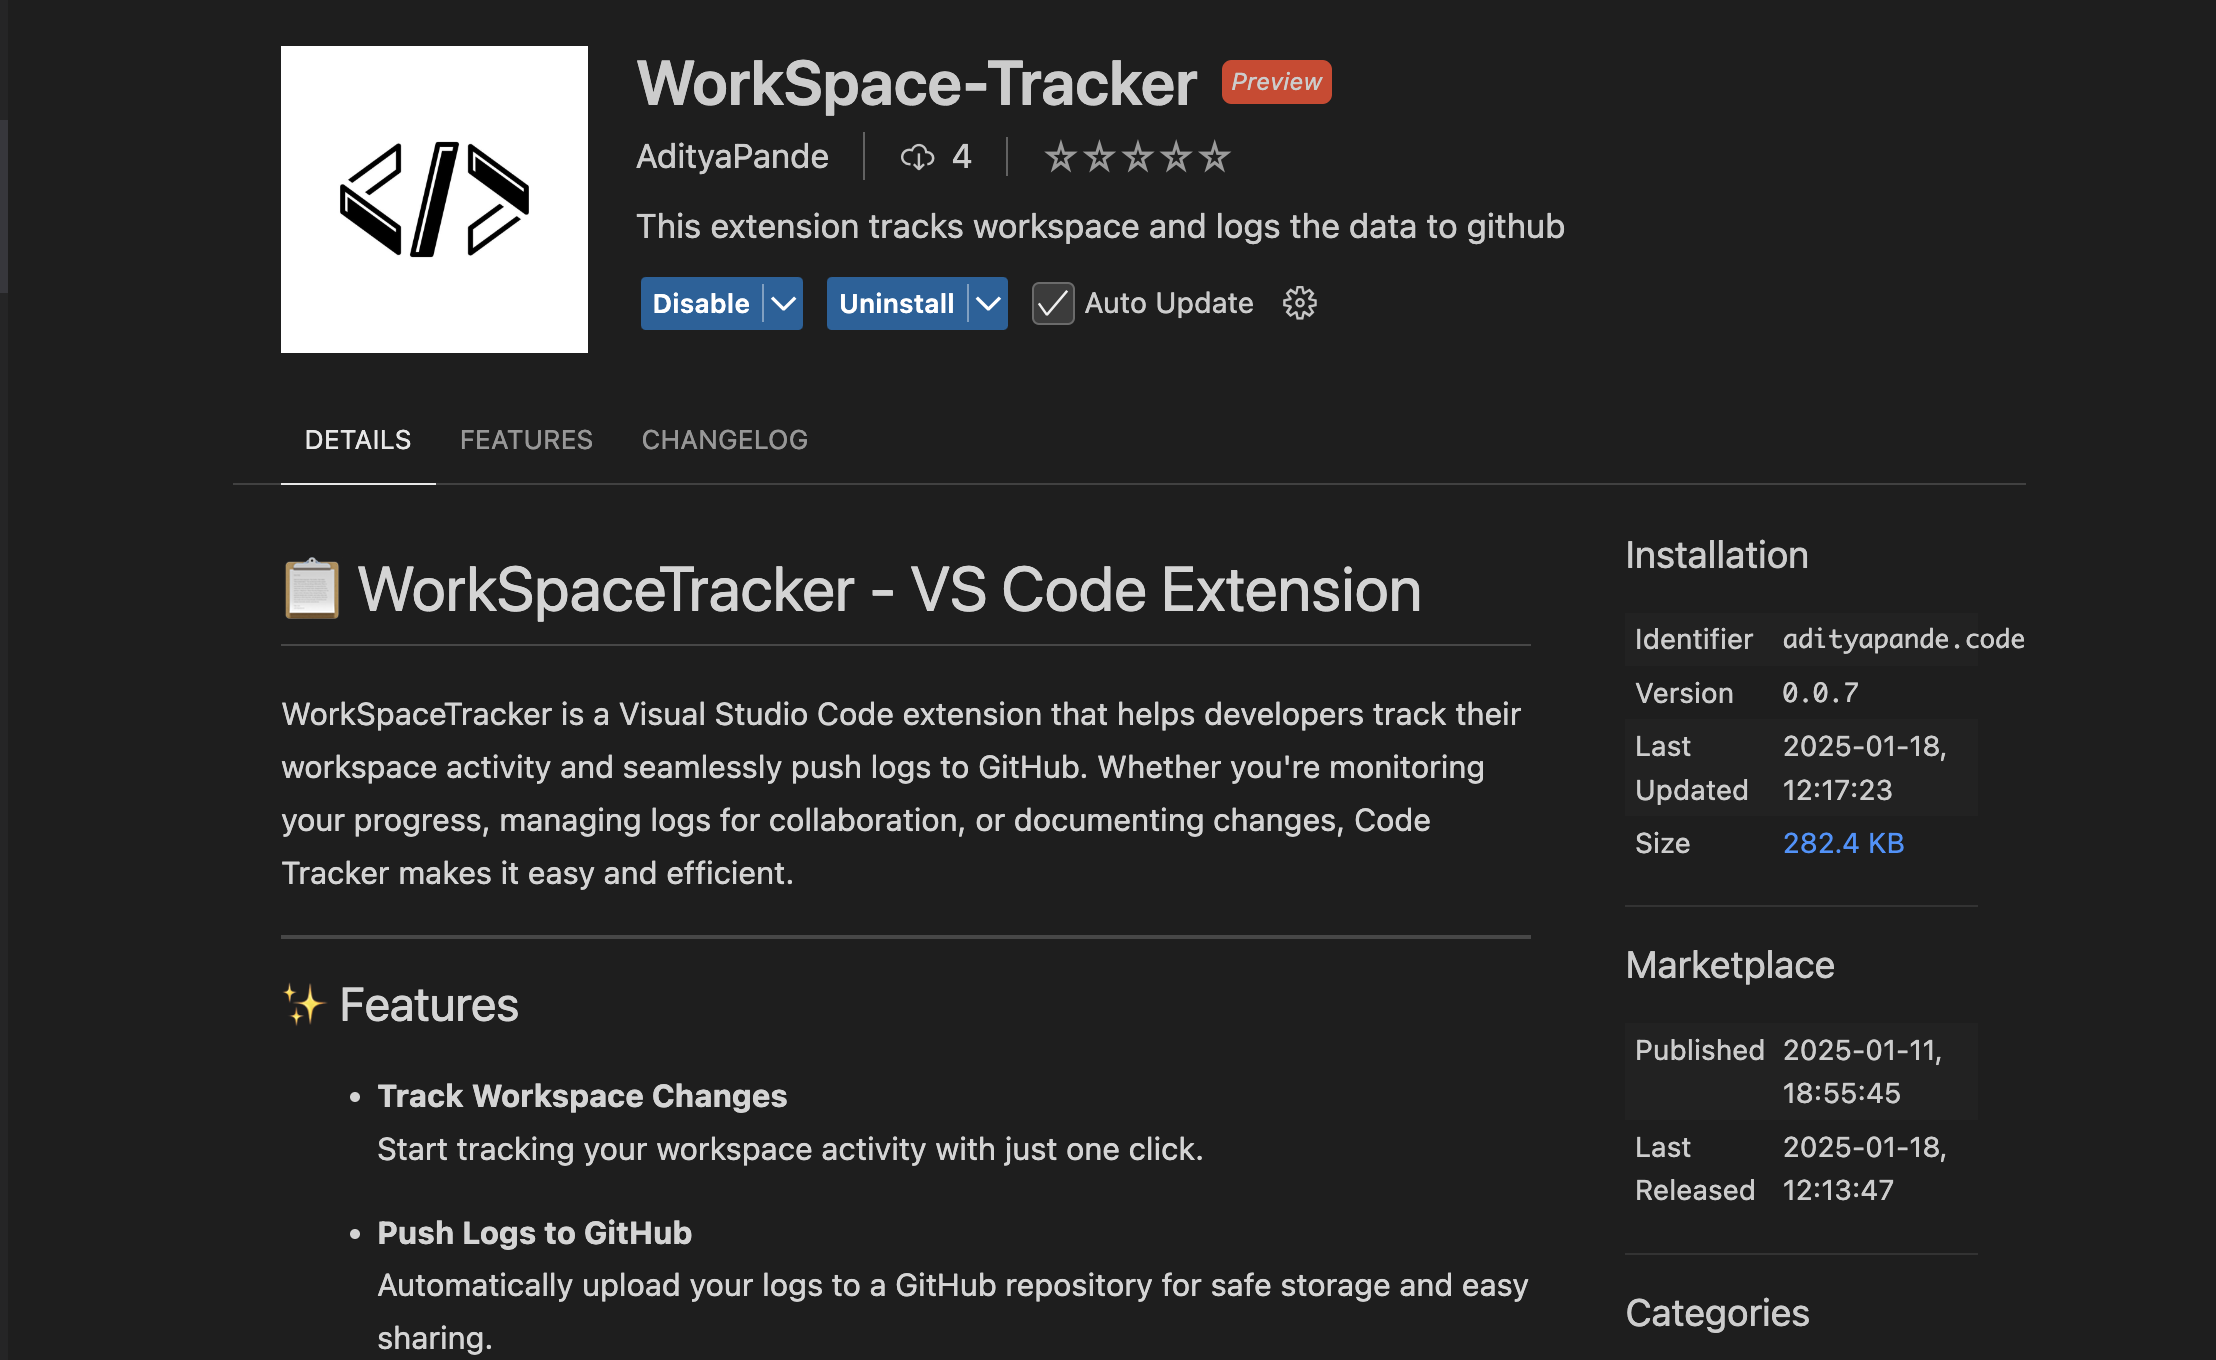 WorkSpace-Tracker Preview
AdityaPande 4
This extension tracks workspace and logs the data to github
Disable Uninstall Auto Update
DETAILS FEATURES CHANGELOG
WorkSpaceTracker - VS Code Extension
WorkSpaceTracker is a Visual Studio Code extension that helps developers track their
workspace activity and seamlessly push logs to GitHub. Whether you're monitoring
your progress, managing logs for collaboration, or documenting changes, Code
Tracker makes it easy and efficient.
✨ Features
• Track Workspace Changes
Start tracking your workspace activity with just one click.
• Push Logs to GitHub
Automatically upload your logs to a GitHub repository for safe storage and easy
sharing.
Installation
Identifier adityapande.code
Version 0.0.7
Last 2025-01-18,
Updated 12:17:23
Size 282.4 KB
Marketplace
Published 2025-01-11,
18:55:45
Last 2025-01-18,
Released 12:13:47
Categories